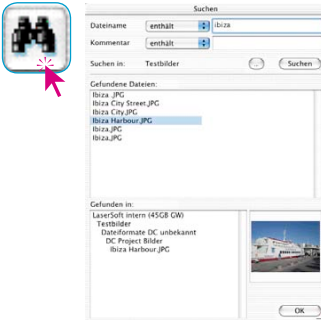 Suchen
Dateiname enthält ibiza
Kommentar enthält
Suchen in: Testbilder Suchen
Gefundene Dateien:
Ibiza .JPG
Ibiza City Street.JPG
Ibiza City.JPG
Ibiza Harbour.JPG
Ibiza.JPG
Ibiza.JPG
Gefunden in:
LaserSoft intern (45GB GW)
Testbilder
Dateiformate DC unbekannt
DC Project Bilder
Ibiza Harbour.JPG
OK